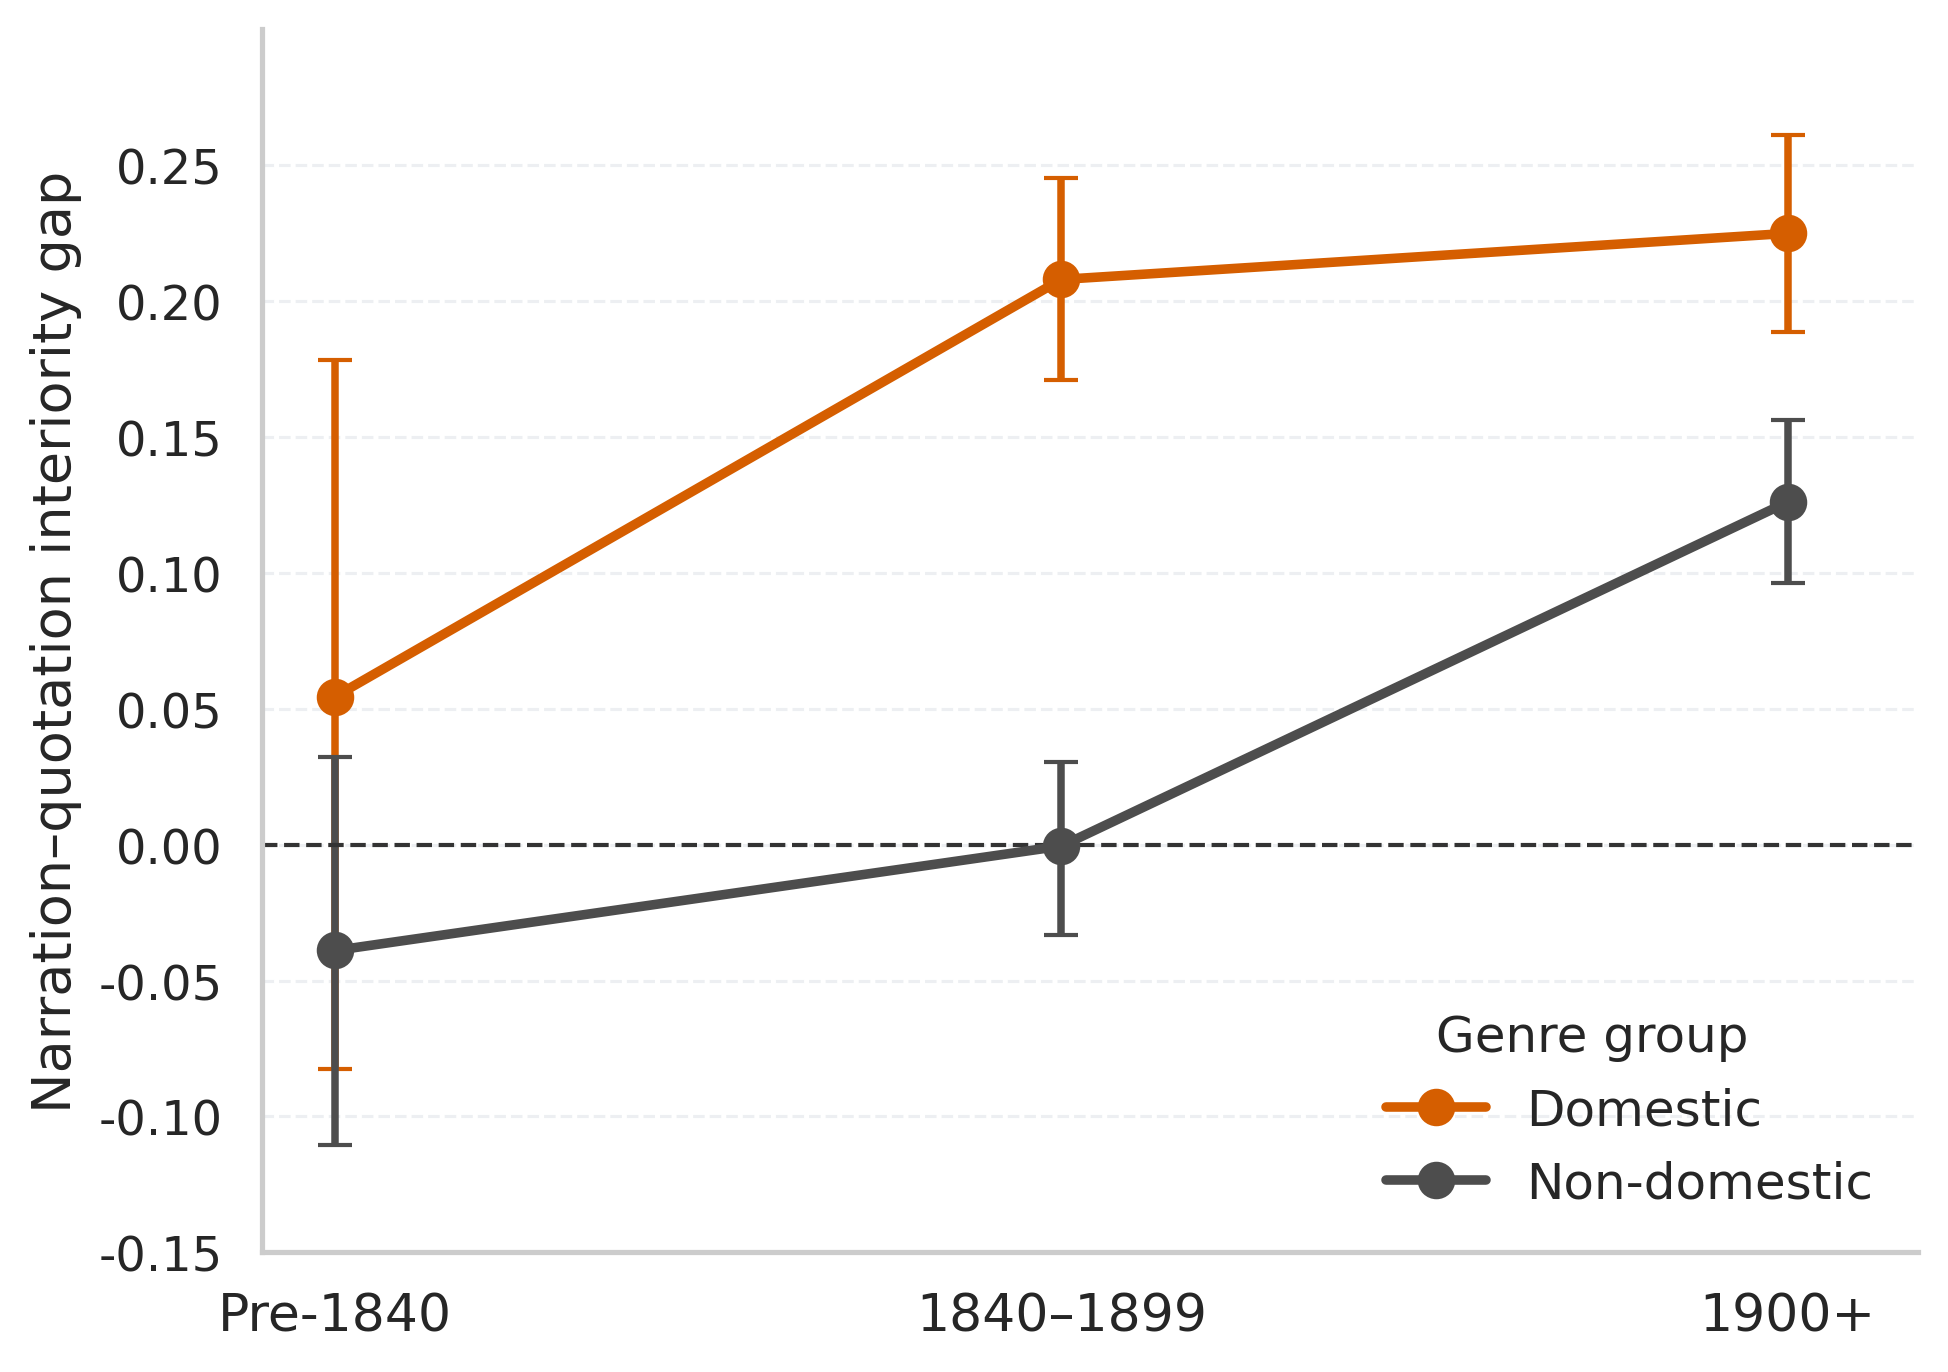 Narration–quotation interiority gap
0.25
0.20
0.15
0.10
0.05
0.00
-0.05
-0.10
-0.15
Pre-1840
1840–1899
1900+
Genre group
Domestic
Non-domestic